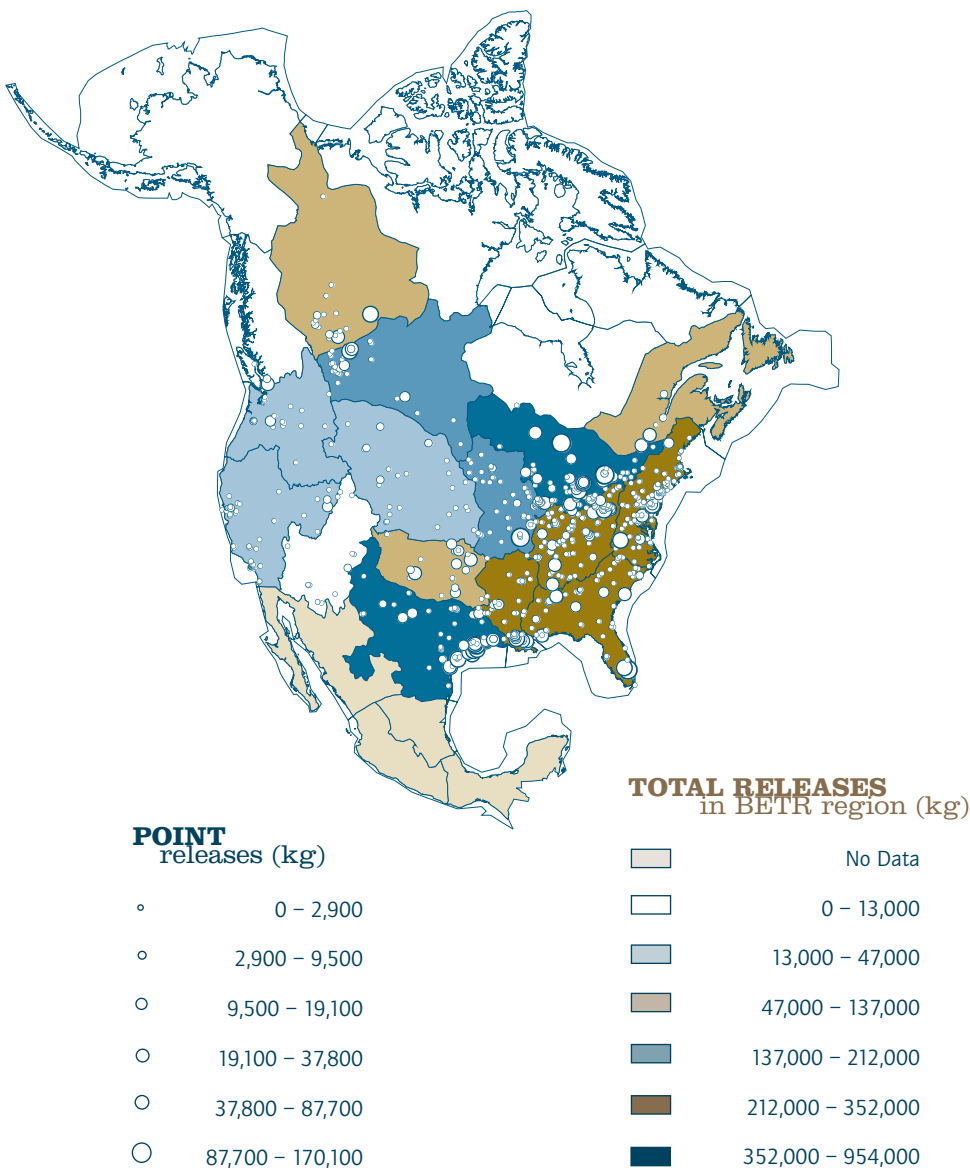 TOTAL RELEASES
in BETR region (kg)
POINT
releases (kg)
No Data
0 – 2,900
0 – 13,000
2,900 – 9,500
13,000 – 47,000
9,500 – 19,100
47,000 – 137,000
19,100 – 37,800
137,000 – 212,000
37,800 – 87,700
212,000 – 352,000
87,700 – 170,100
352,000 – 954,000